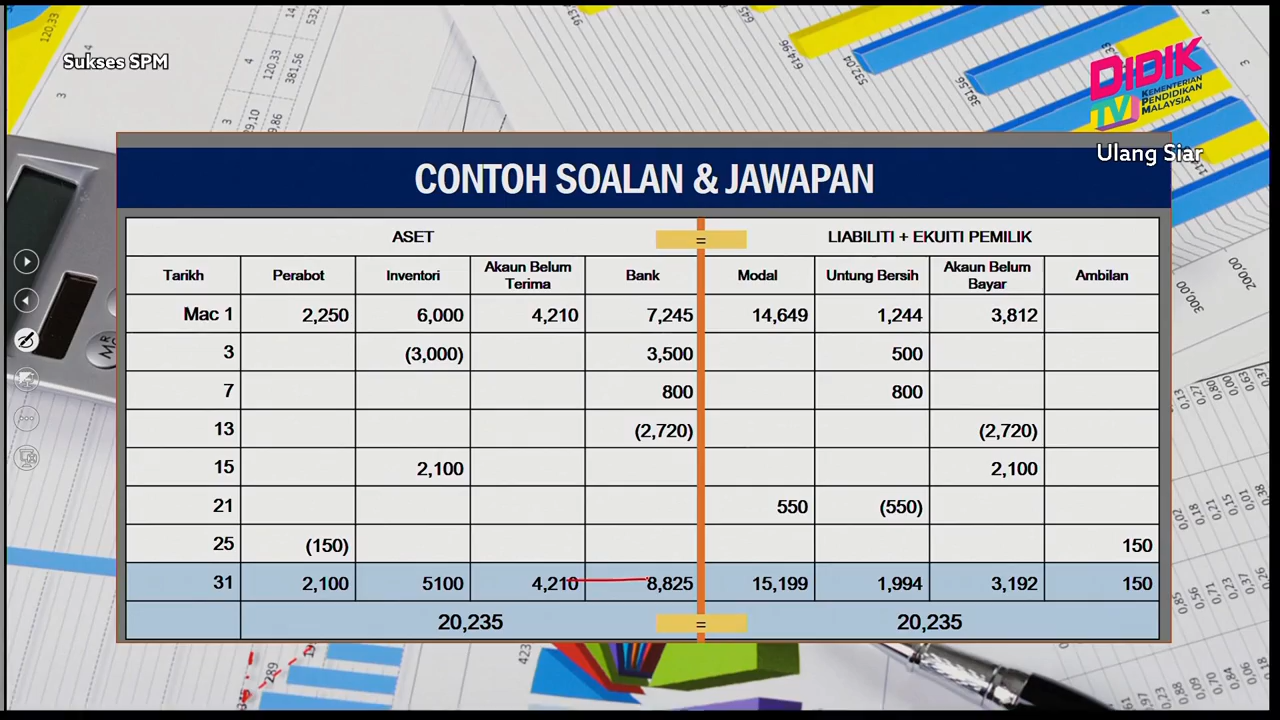 Sukses SPM
DIDIK
TV
KEMENTERIAN
PENDIDIKAN
MALAYSIA
Ulang Siar
CONTOH SOALAN & JAWAPAN
ASET = LIABILITI + EKUITI PEMILIK
Tarikh Perabot Inventori Akaun Belum Terima Bank Modal Untung Bersih Akaun Belum Bayar Ambilan
Mac 1 2,250 6,000 4,210 7,245 14,649 1,244 3,812
3 (3,000) 3,500 500
7 800 800
13 (2,720) (2,720)
15 2,100 2,100
21 550 (550)
25 (150) 150
31 2,100 5100 4,210 8,825 15,199 1,994 3,192 150
20,235 = 20,235